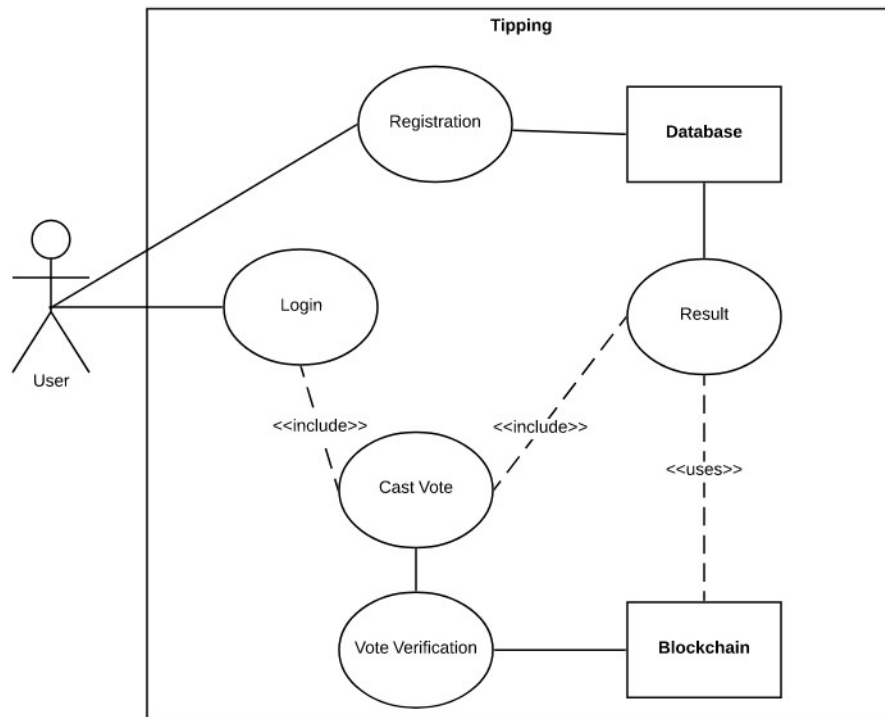 Tipping
Registration
Database
Login
Result
User
<<include>>
<<include>>
<<uses>>
Cast Vote
Vote Verification
Blockchain